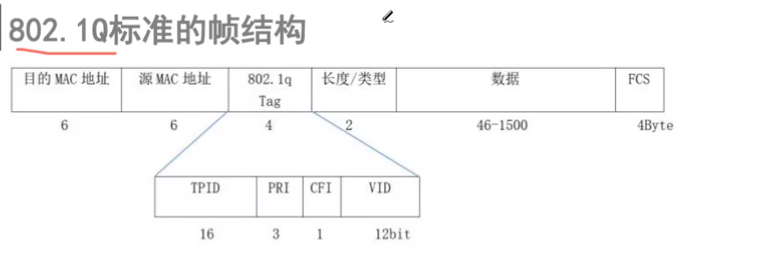 802.1Q标准的帧结构
目的 MAC 地址 源 MAC 地址 802.1q Tag 长度/类型 数据 FCS
6 6 4 2 46-1500 4Byte
TPID PRI CFI VID
16 3 1 12bit